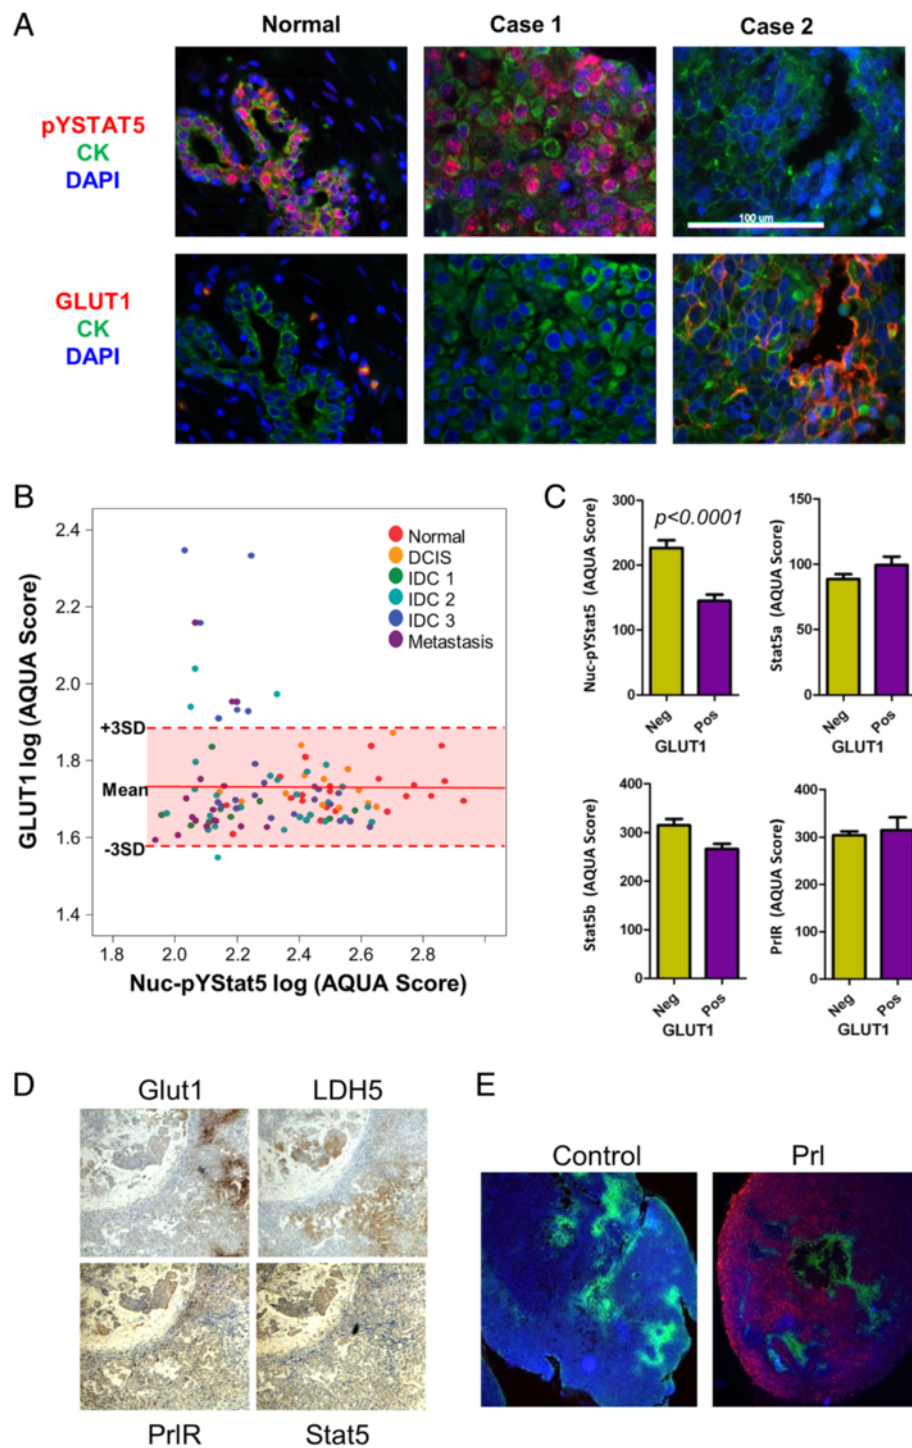 A
Normal
Case 1
Case 2
pYSTAT5
CK
DAPI
100 um
GLUT1
CK
DAPI
B
GLUT1 log (AQUA Score)
2.4
2.2
2.0
1.8
1.6
1.4
+3SD
Mean
-3SD
Normal
DCIS
IDC 1
IDC 2
IDC 3
Metastasis
1.8
2.0
2.2
2.4
2.6
2.8
Nuc-pYStat5 log (AQUA Score)
C
Nuc-pYStat5 (AQUA Score)
300
200
100
0
p<0.0001
Neg
Pos
GLUT1
Stat5a (AQUA Score)
150
100
50
0
Neg
Pos
GLUT1
Stat5b (AQUA Score)
400
300
200
100
0
Neg
Pos
GLUT1
PrlR (AQUA Score)
400
300
200
100
0
Neg
Pos
GLUT1
D
Glut1
LDH5
PrlR
Stat5
E
Control
Prl